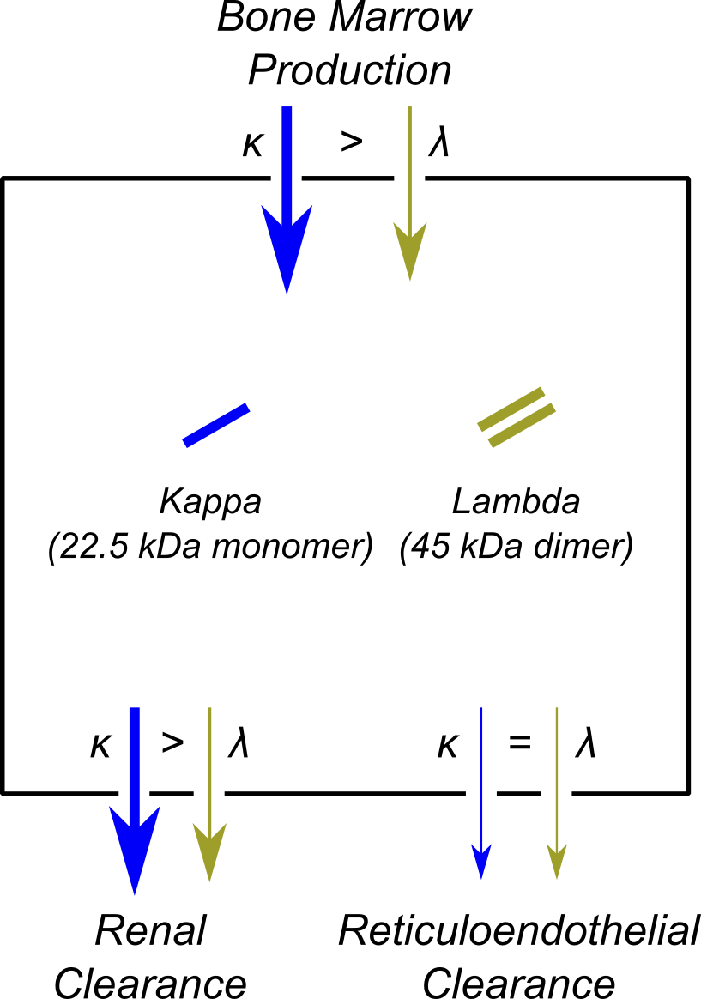 Bone Marrow
Production
κ > λ
Kappa
(22.5 kDa monomer)
Lambda
(45 kDa dimer)
κ > λ
κ = λ
Renal
Clearance
Reticuloendothelial
Clearance